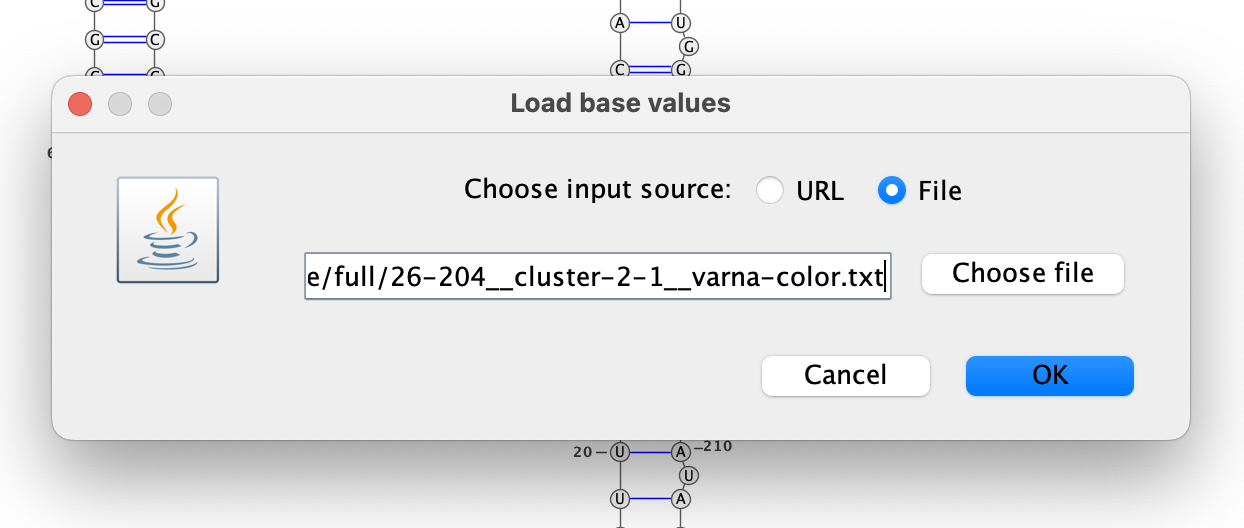 C G
A U
G C
G
C G
Load base values
Choose input source: URL File
e/full/26-204__cluster-2-1__varna-color.txt Choose file
Cancel OK
20 U A 210
U
U A